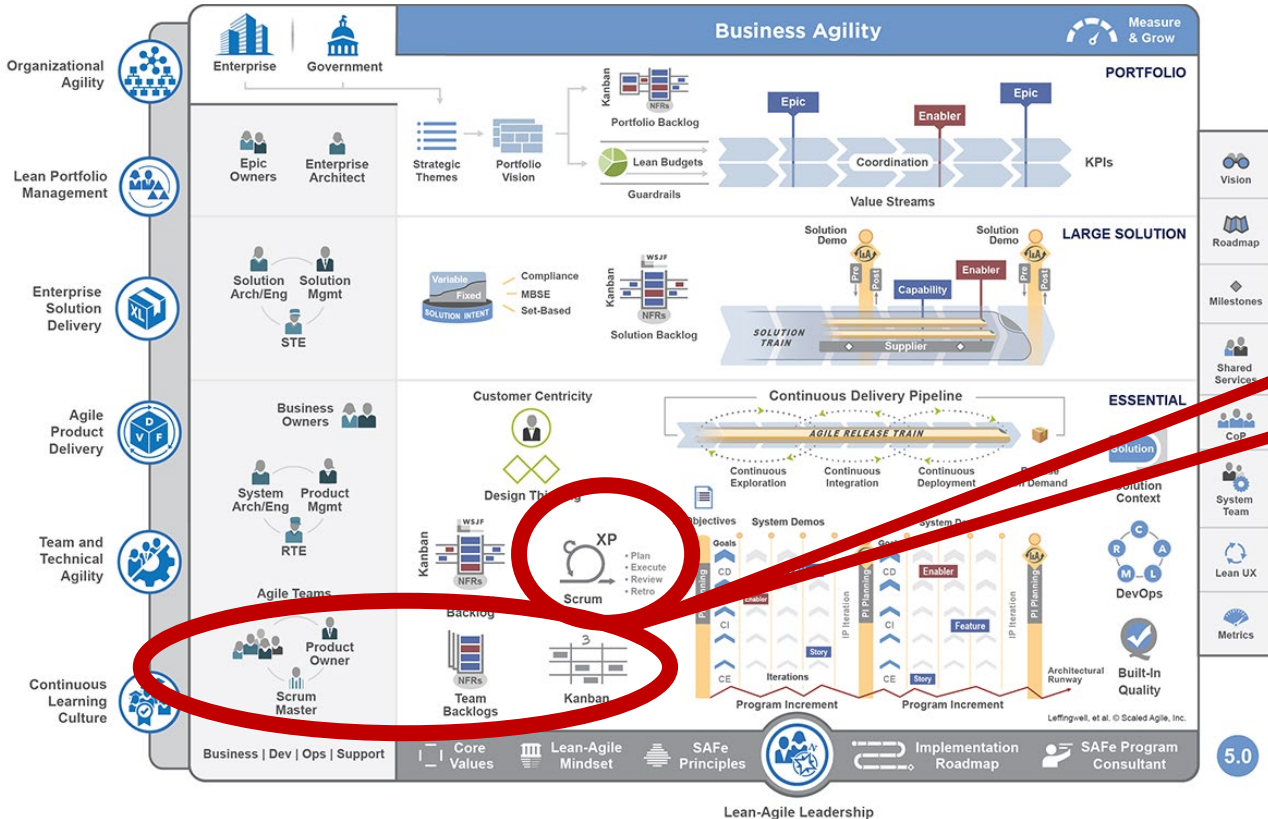 Business Agility
Measure
& Grow
Organizational
Agility
Lean Portfolio
Management
Enterprise
Solution
Delivery
Agile
Product
Delivery
Team and
Technical
Agility
Continuous
Learning
Culture
Enterprise
Government
PORTFOLIO
Epic
Owners
Enterprise
Architect
Strategic
Themes
Portfolio
Vision
Kanban
NFRs
Portfolio Backlog
Lean Budgets
Guardrails
Epic
Enabler
Epic
Coordination
KPIs
Value Streams
LARGE SOLUTION
Solution
Arch/Eng
Solution
Mgmt
STE
Variable
Fixed
SOLUTION INTENT
Compliance
MBSE
Set-Based
Kanban
WSJF
NFRs
Solution Backlog
Solution
Demo
I&A
Pre
Post
Capability
Enabler
Solution
Demo
I&A
Pre
Post
SOLUTION
TRAIN
Supplier
ESSENTIAL
Business
Owners
System
Arch/Eng
Product
Mgmt
RTE
Agile Teams
Product
Owner
Scrum
Master
Customer Centricity
Design
Kanban
WSJF
NFRs
Backlog
XP
Scrum
• Plan
• Execute
• Review
• Retro
NFRs
Team
Backlogs
3
Kanban
Continuous Delivery Pipeline
AGILE RELEASE TRAIN
Continuous
Exploration
Continuous
Integration
Continuous
Deployment
Demand
Solution
Context
System Demos
System
Goals
PI Planning
CD
CI
CE
Enabler
Story
Iterations
IP Iteration
Program Increment
I&A
PI Planning
CD
CI
CE
Enabler
Feature
Story
IP Iteration
Program Increment
I&A
PI Planning
Architectural
Runway
C
A
L
M
R
DevOps
Built-In
Quality
Leffingwell, et al. © Scaled Agile, Inc.
Business | Dev | Ops | Support
Core
Values
Lean-Agile
Mindset
SAFe
Principles
Implementation
Roadmap
SAFe Program
Consultant
Lean-Agile Leadership
Vision
Roadmap
Milestones
Shared
Services
CoP
System
Team
Lean UX
Metrics
5.0
XL
D
V
F
N